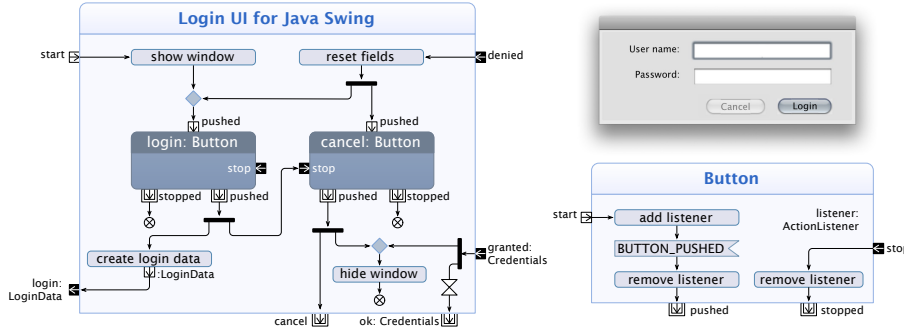 Login UI for Java Swing
start
show window
reset fields
denied
pushed
pushed
login: Button
cancel: Button
stop
stop
stopped
pushed
pushed
stopped
create login data
:LoginData
login:
LoginData
hide window
granted:
Credentials
cancel
ok: Credentials
User name:
Password:
Cancel
Login
Button
start
add listener
listener:
ActionListener
BUTTON_PUSHED
stop
remove listener
remove listener
pushed
stopped